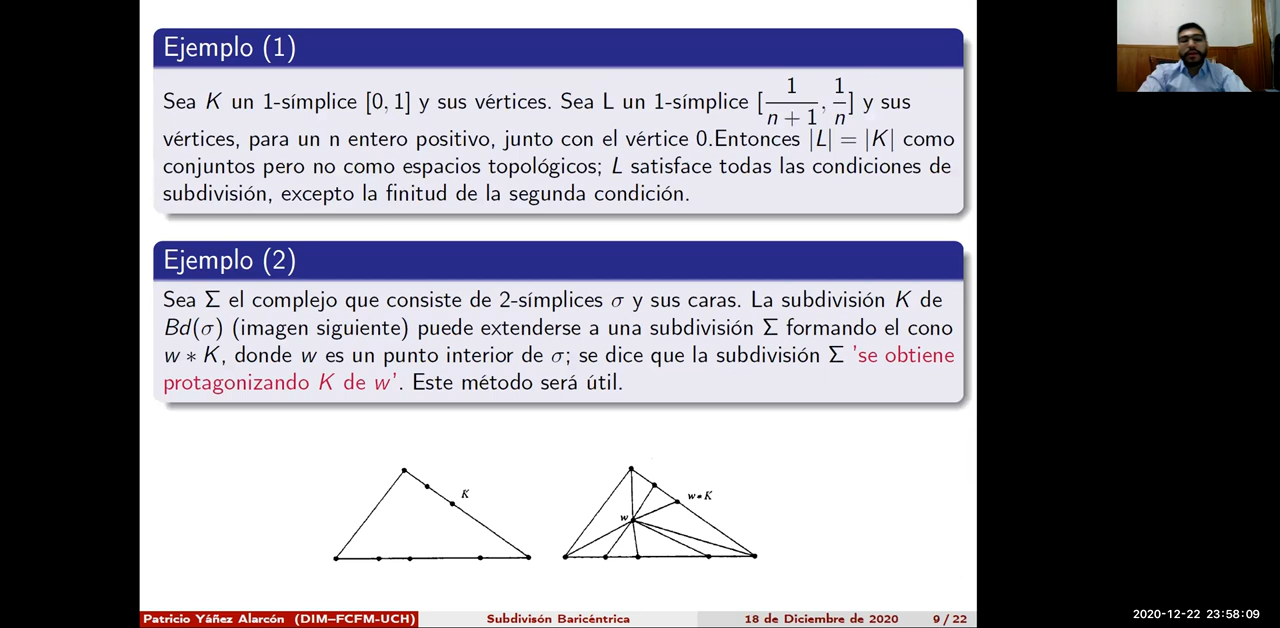 Ejemplo (1)
Sea K un 1-símplice [0, 1] y sus vértices. Sea L un 1-símplice [1/(n + 1), 1/n] y sus
vértices, para un n entero positivo, junto con el vértice 0.Entonces |L| = |K| como
conjuntos pero no como espacios topológicos; L satisface todas las condiciones de
subdivisión, excepto la finitud de la segunda condición.
Ejemplo (2)
Sea Σ el complejo que consiste de 2-símplices σ y sus caras. La subdivisión K de
Bd(σ) (imagen siguiente) puede extenderse a una subdivisión Σ formando el cono
w ∗ K, donde w es un punto interior de σ; se dice que la subdivisión Σ 'se obtiene
protagonizando K de w'. Este método será útil.
K
w∗K
w
Patricio Yáñez Alarcón (DIM–FCFM-UCH)
Subdivisón Baricéntrica
18 de Diciembre de 2020
9 / 22
2020-12-22 23:58:09